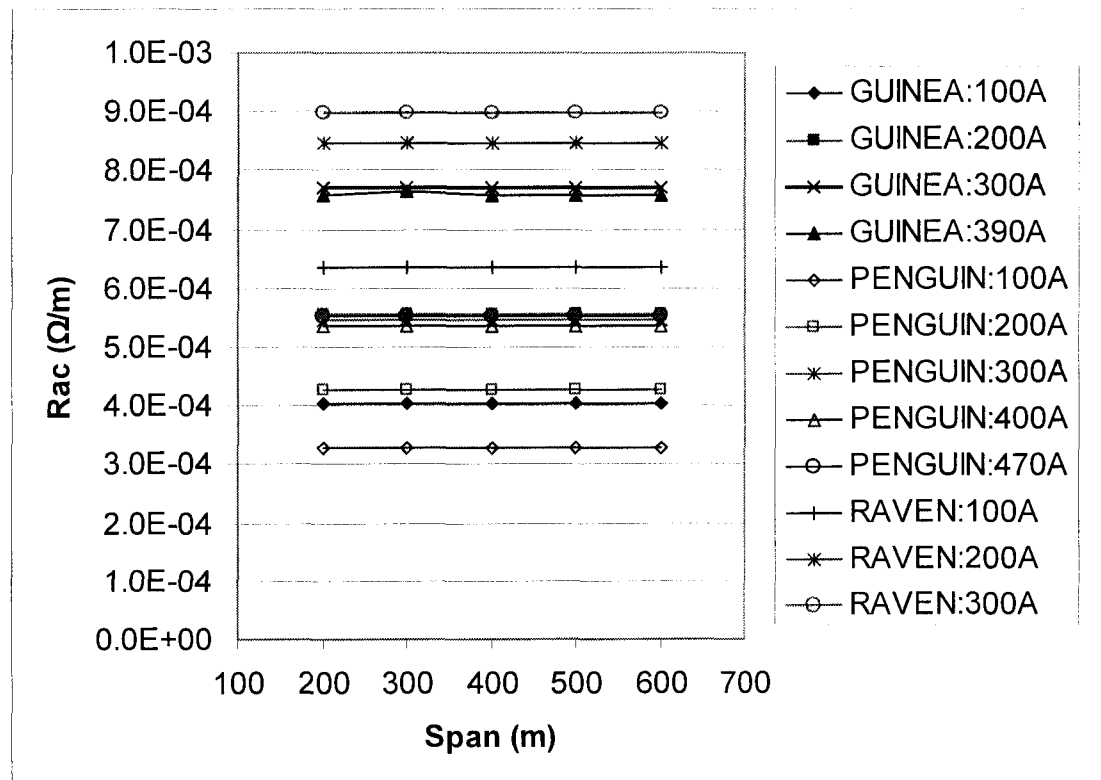 1.0E-03
9.0E-04
8.0E-04
7.0E-04
6.0E-04
5.0E-04
4.0E-04
3.0E-04
2.0E-04
1.0E-04
0.0E+00
Rac (Ω/m)
100 200 300 400 500 600 700
Span (m)
GUINEA:100A
GUINEA:200A
GUINEA:300A
GUINEA:390A
PENGUIN:100A
PENGUIN:200A
PENGUIN:300A
PENGUIN:400A
PENGUIN:470A
RAVEN:100A
RAVEN:200A
RAVEN:300A